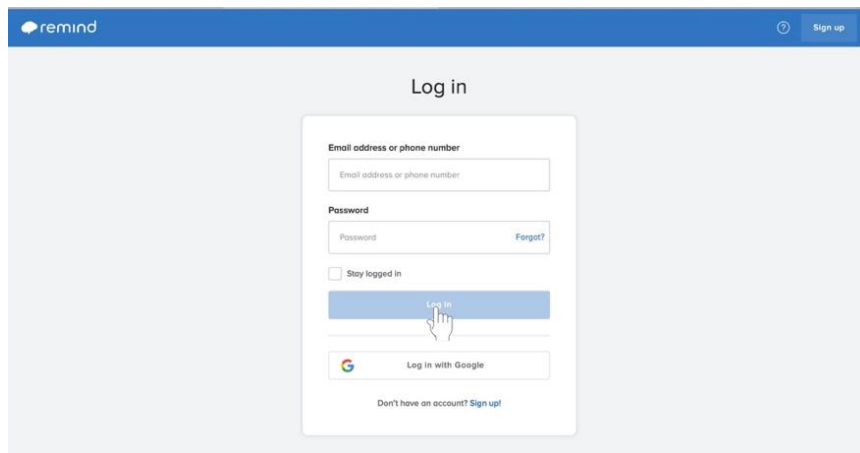 remind
Sign up
Log in
Email address or phone number
Email address or phone number
Password
Password Forgot?
Stay logged in
Log in
Log in with Google
Don't have an account? Sign up!